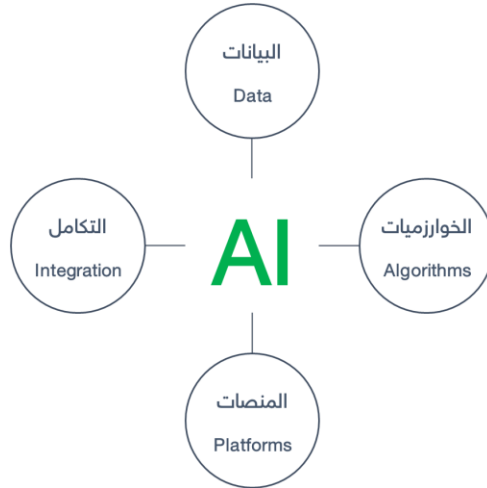 البيانات
Data
التكامل
Integration
AI
الخوارزميات
Algorithms
المنصات
Platforms